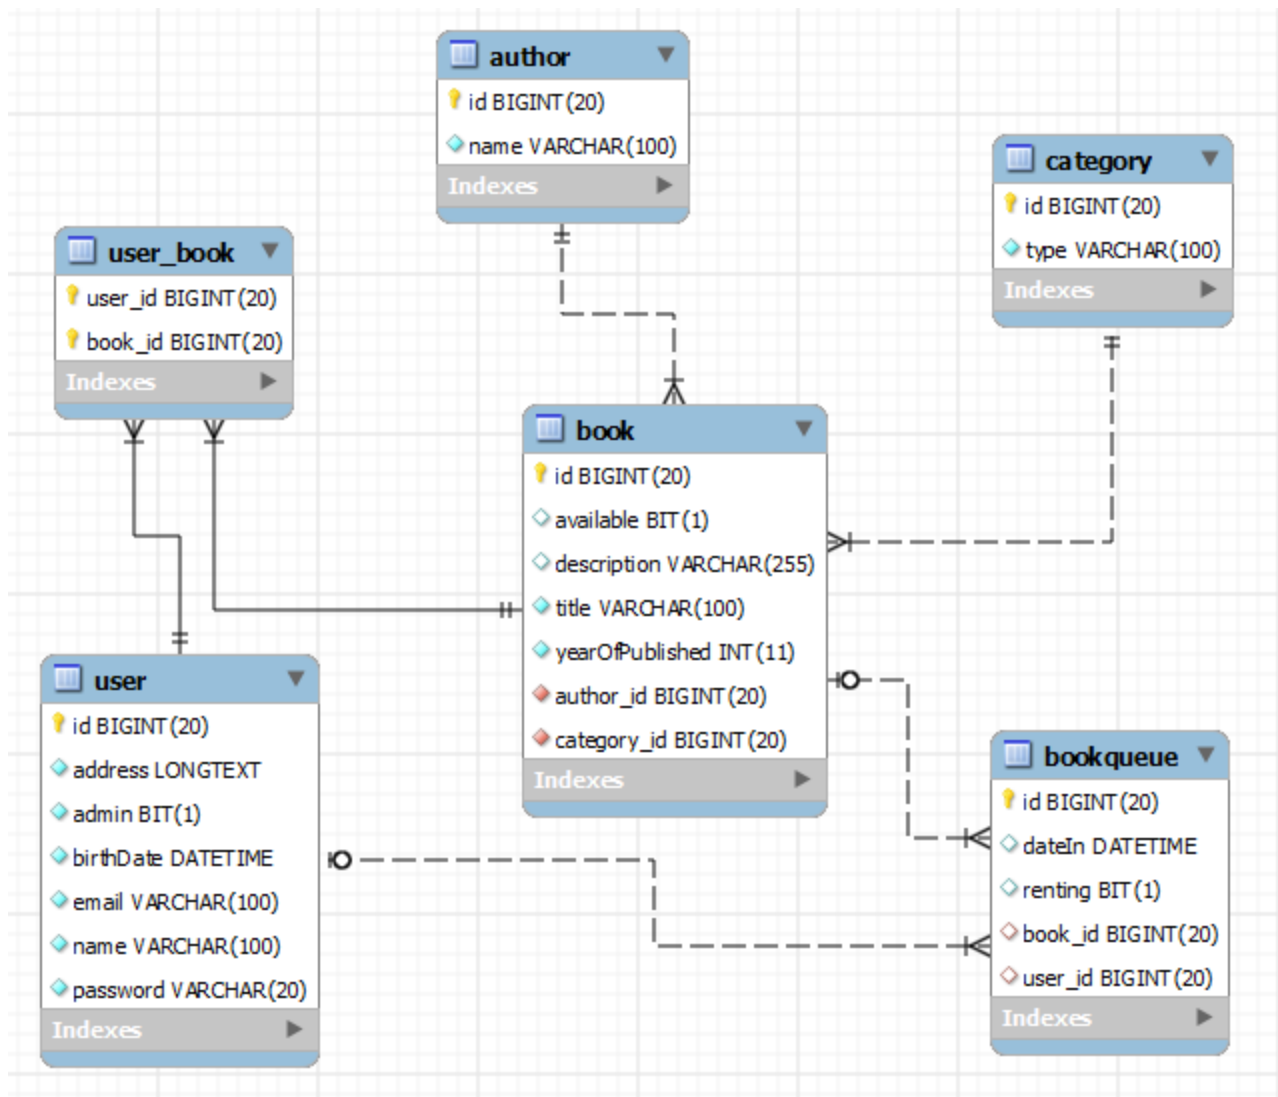 author
id BIGINT(20)
name VARCHAR(100)
Indexes
category
id BIGINT(20)
type VARCHAR(100)
Indexes
user_book
user_id BIGINT(20)
book_id BIGINT(20)
Indexes
book
id BIGINT(20)
available BIT(1)
description VARCHAR(255)
title VARCHAR(100)
yearOfPublished INT(11)
author_id BIGINT(20)
category_id BIGINT(20)
Indexes
user
id BIGINT(20)
address LONGTEXT
admin BIT(1)
birthDate DATETIME
email VARCHAR(100)
name VARCHAR(100)
password VARCHAR(20)
Indexes
bookqueue
id BIGINT(20)
dateIn DATETIME
renting BIT(1)
book_id BIGINT(20)
user_id BIGINT(20)
Indexes